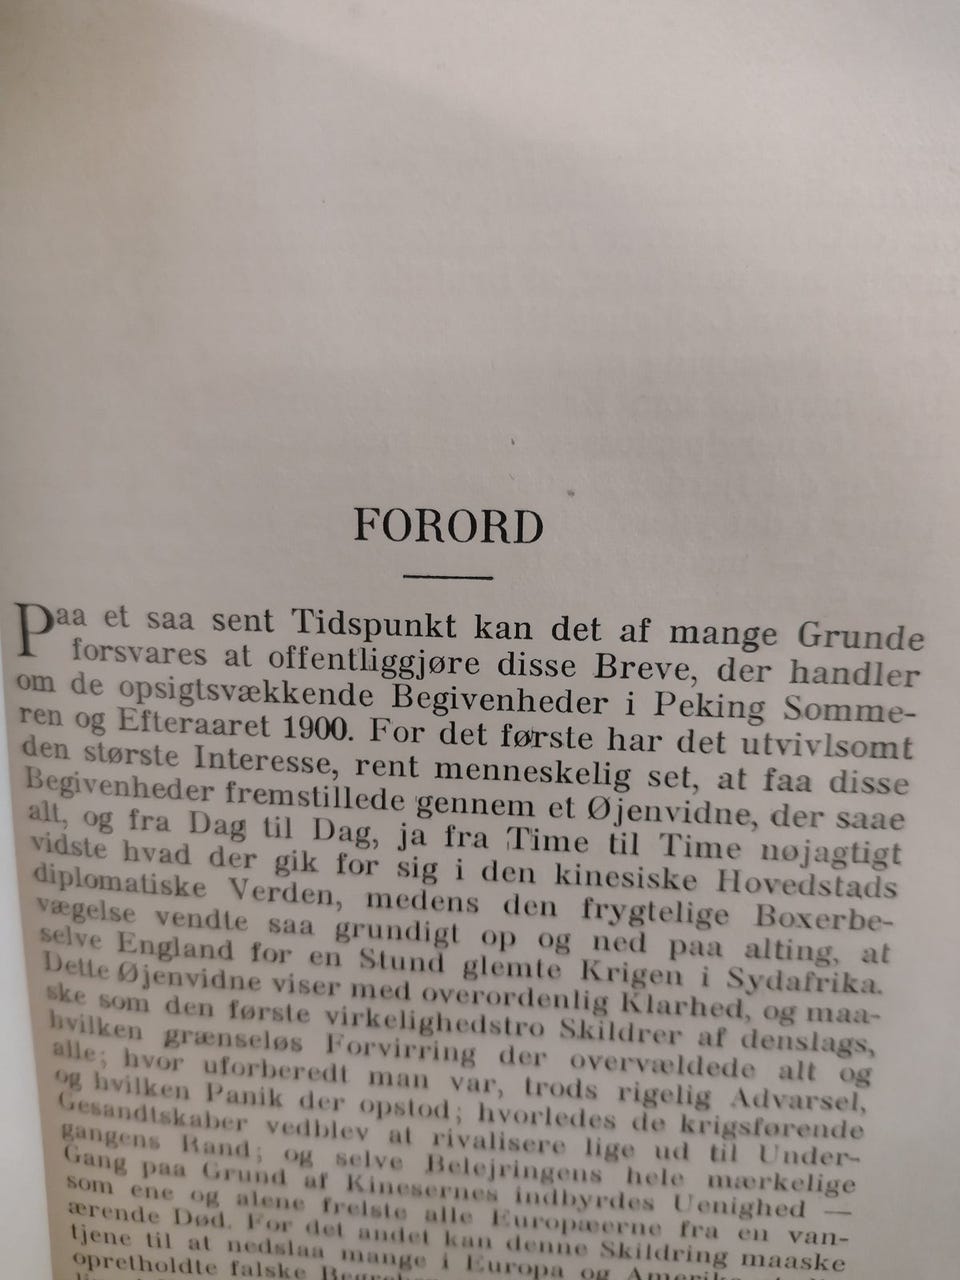 FORORD
Paa et saa sent Tidspunkt kan det af mange Grunde
forsvares at offentliggjøre disse Breve, der handler
om de opsigtsvækkende Begivenheder i Peking Somme-
ren og Efteraaret 1900. For det første har det utvivlsomt
den største Interesse, rent menneskelig set, at faa disse
Begivenheder fremstillede gennem et Øjenvidne, der saae
alt, og fra Dag til Dag, ja fra Time til Time nøjagtigt
vidste hvad der gik for sig i den kinesiske Hovedstads
diplomatiske Verden, medens den frygtelige Boxerbe-
vægelse vendte saa grundigt op og ned paa alting, at
selve England for en Stund glemte Krigen i Sydafrika.
Dette Øjenvidne viser med overordenlig Klarhed, og maa-
ske som den første virkelighedstro Skildrer af denslags,
hvilken grænseløs Forvirring der overvældede alt og
alle; hvor uforberedt man var, trods rigelig Advarsel,
og hvilken Panik der opstod; hvorledes de krigsførende
Gesandtskaber vedblev at rivalisere lige ud til Under-
gangens Rand; og selve Belejringens hele mærkelige
Gang paa Grund af Kinesernes indbyrdes Uenighed —
som ene og alene frelste alle Europæerne fra en van-
ærende Død. For det andet kan denne Skildring maaske
tjene til at nedslaa mange i Europa og Amerika
opretholdte falske